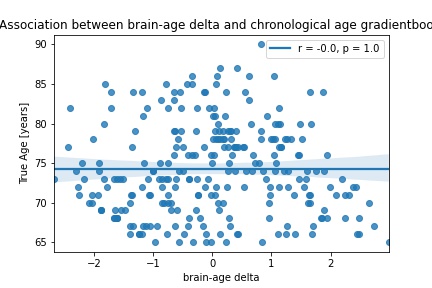 Association between brain-age delta and chronological age gradientboo
r = -0.0, p = 1.0
True Age [years]
90
85
80
75
70
65
−2
−1
0
1
2
brain-age delta